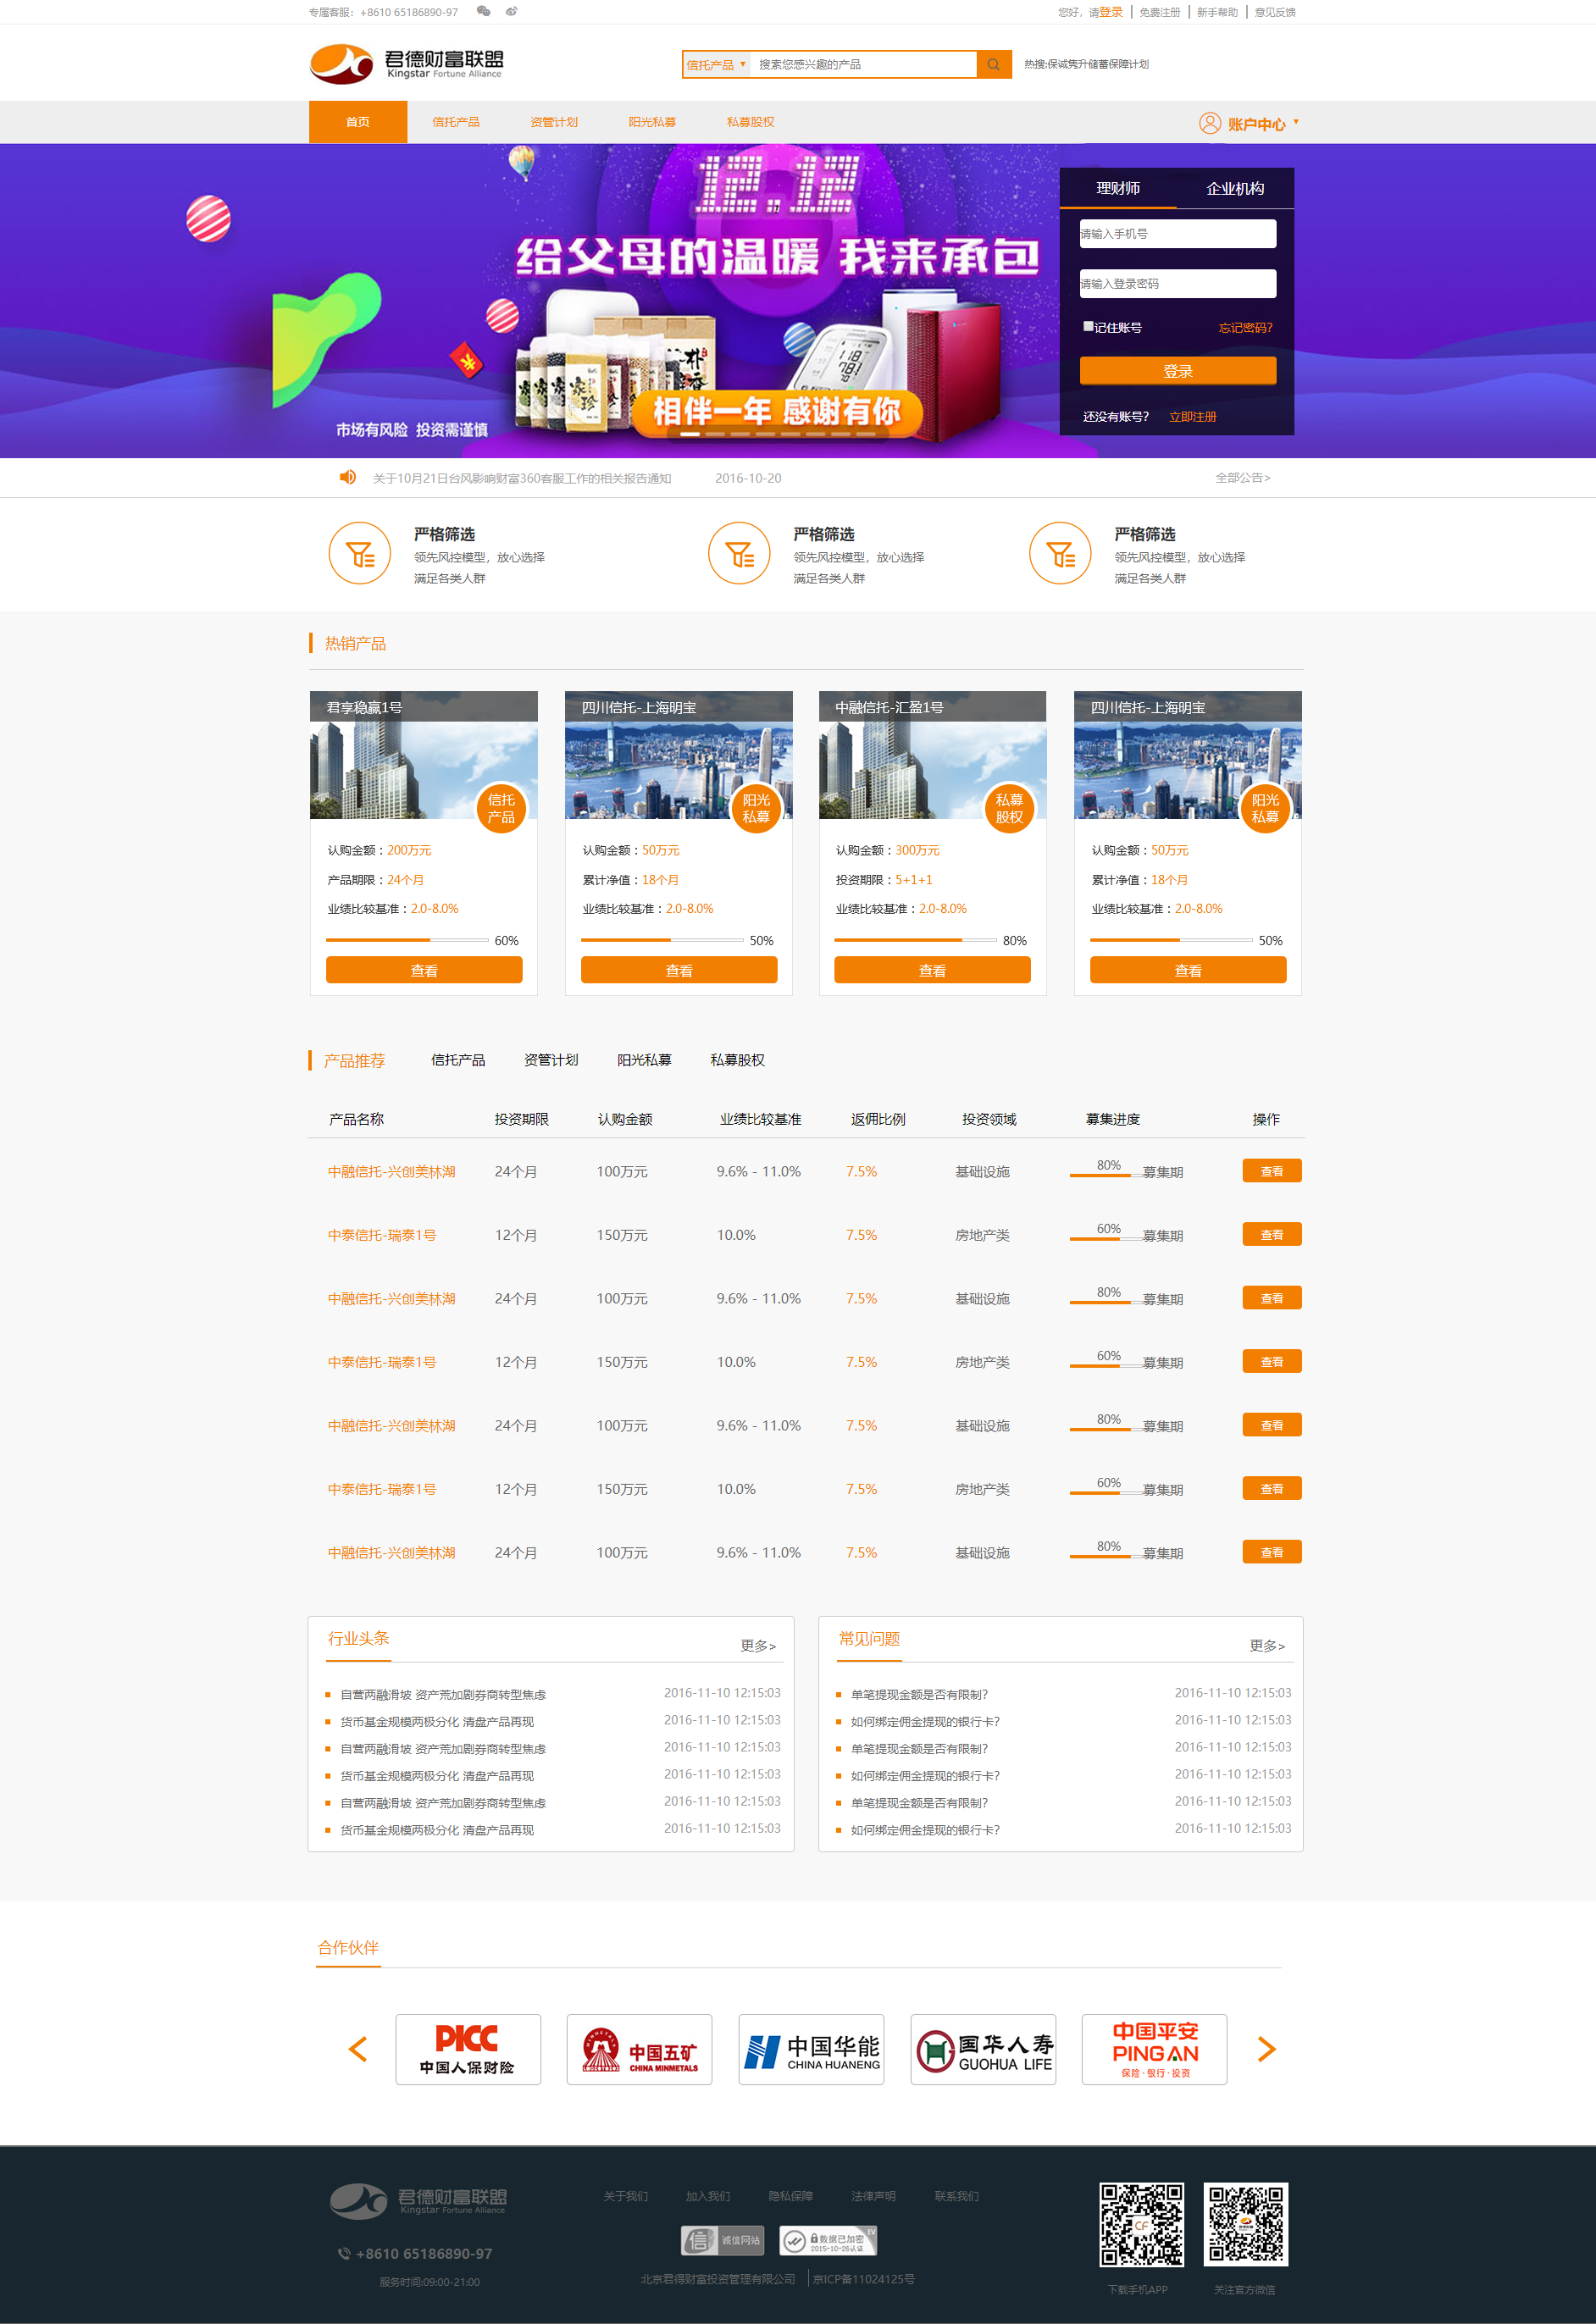 专属客服：+8610 65186890-97
您好，请登录 免费注册 新手帮助 意见反馈
君德财富联盟
Kingstar Fortune Alliance
信托产品 搜索您感兴趣的产品
热搜:保诚隽升储蓄保障计划
首页 信托产品 资管计划 阳光私募 私募股权
账户中心
12.12
给父母的温暖 我来承包
相伴一年 感谢有你
市场有风险 投资需谨慎
理财师 企业机构
请输入手机号
请输入登录密码
记住账号 忘记密码?
登录
还没有账号? 立即注册
关于10月21日台风影响财富360客服工作的相关报告通知 2016-10-20 全部公告>
严格筛选
领先风控模型，放心选择
满足各类人群
严格筛选
领先风控模型，放心选择
满足各类人群
严格筛选
领先风控模型，放心选择
满足各类人群
热销产品
君享稳赢1号
信托
产品
认购金额：200万元
产品期限：24个月
业绩比较基准：2.0-8.0%
60%
查看
四川信托-上海明宝
阳光
私募
认购金额：50万元
累计净值：18个月
业绩比较基准：2.0-8.0%
50%
查看
中融信托-汇盈1号
私募
股权
认购金额：300万元
投资期限：5+1+1
业绩比较基准：2.0-8.0%
80%
查看
四川信托-上海明宝
阳光
私募
认购金额：50万元
累计净值：18个月
业绩比较基准：2.0-8.0%
50%
查看
产品推荐 信托产品 资管计划 阳光私募 私募股权
产品名称 投资期限 认购金额 业绩比较基准 返佣比例 投资领域 募集进度 操作
中融信托-兴创美林湖 24个月 100万元 9.6% - 11.0% 7.5% 基础设施 80% 募集期 查看
中泰信托-瑞泰1号 12个月 150万元 10.0% 7.5% 房地产类 60% 募集期 查看
中融信托-兴创美林湖 24个月 100万元 9.6% - 11.0% 7.5% 基础设施 80% 募集期 查看
中泰信托-瑞泰1号 12个月 150万元 10.0% 7.5% 房地产类 60% 募集期 查看
中融信托-兴创美林湖 24个月 100万元 9.6% - 11.0% 7.5% 基础设施 80% 募集期 查看
中泰信托-瑞泰1号 12个月 150万元 10.0% 7.5% 房地产类 60% 募集期 查看
中融信托-兴创美林湖 24个月 100万元 9.6% - 11.0% 7.5% 基础设施 80% 募集期 查看
行业头条 更多>
自营两融滑坡 资产荒加剧券商转型焦虑 2016-11-10 12:15:03
货币基金规模两极分化 清盘产品再现 2016-11-10 12:15:03
自营两融滑坡 资产荒加剧券商转型焦虑 2016-11-10 12:15:03
货币基金规模两极分化 清盘产品再现 2016-11-10 12:15:03
自营两融滑坡 资产荒加剧券商转型焦虑 2016-11-10 12:15:03
货币基金规模两极分化 清盘产品再现 2016-11-10 12:15:03
常见问题 更多>
单笔提现金额是否有限制? 2016-11-10 12:15:03
如何绑定佣金提现的银行卡? 2016-11-10 12:15:03
单笔提现金额是否有限制? 2016-11-10 12:15:03
如何绑定佣金提现的银行卡? 2016-11-10 12:15:03
单笔提现金额是否有限制? 2016-11-10 12:15:03
如何绑定佣金提现的银行卡? 2016-11-10 12:15:03
合作伙伴
PICC
中国人保财险
中国五矿
CHINA MINMETALS
中国华能
CHINA HUANENG
国华人寿
GUOHUA LIFE
中国平安
PING AN
保险·银行·投资
君德财富联盟
Kingstar Fortune Alliance
+8610 65186890-97
服务时间:09:00-21:00
关于我们 加入我们 隐私保障 法律声明 联系我们
信 诚信网站
数据已加密 EV
2015-10-26认证
北京君得财富投资管理有限公司 京ICP备11024125号
CF
下载手机APP 关注官方微信